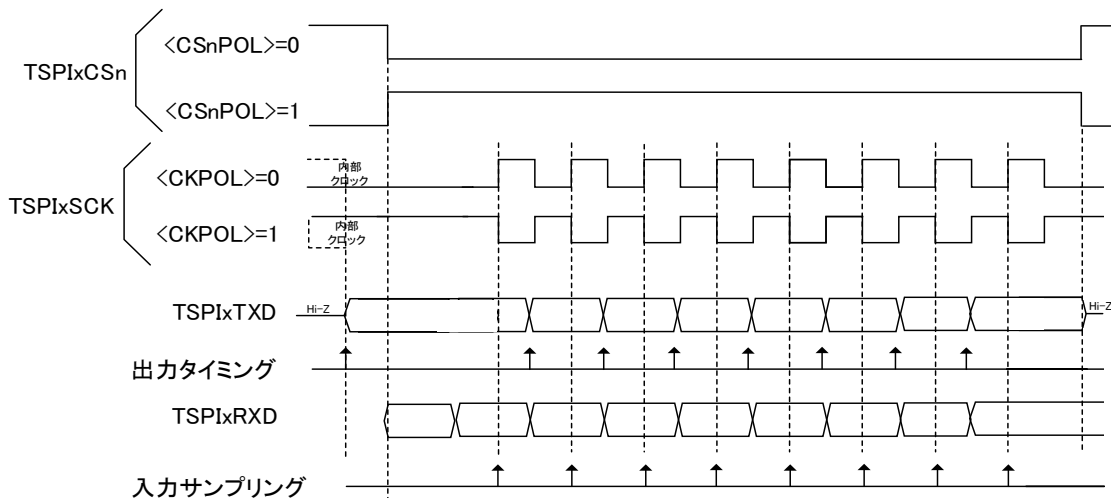 TSPIxCSn
<CSnPOL>=0
<CSnPOL>=1
TSPIxSCK
<CKPOL>=0
内部
クロック
<CKPOL>=1
内部
クロック
TSPIxTXD
Hi-Z
Hi-Z
出力タイミング
TSPIxRXD
入力サンプリング